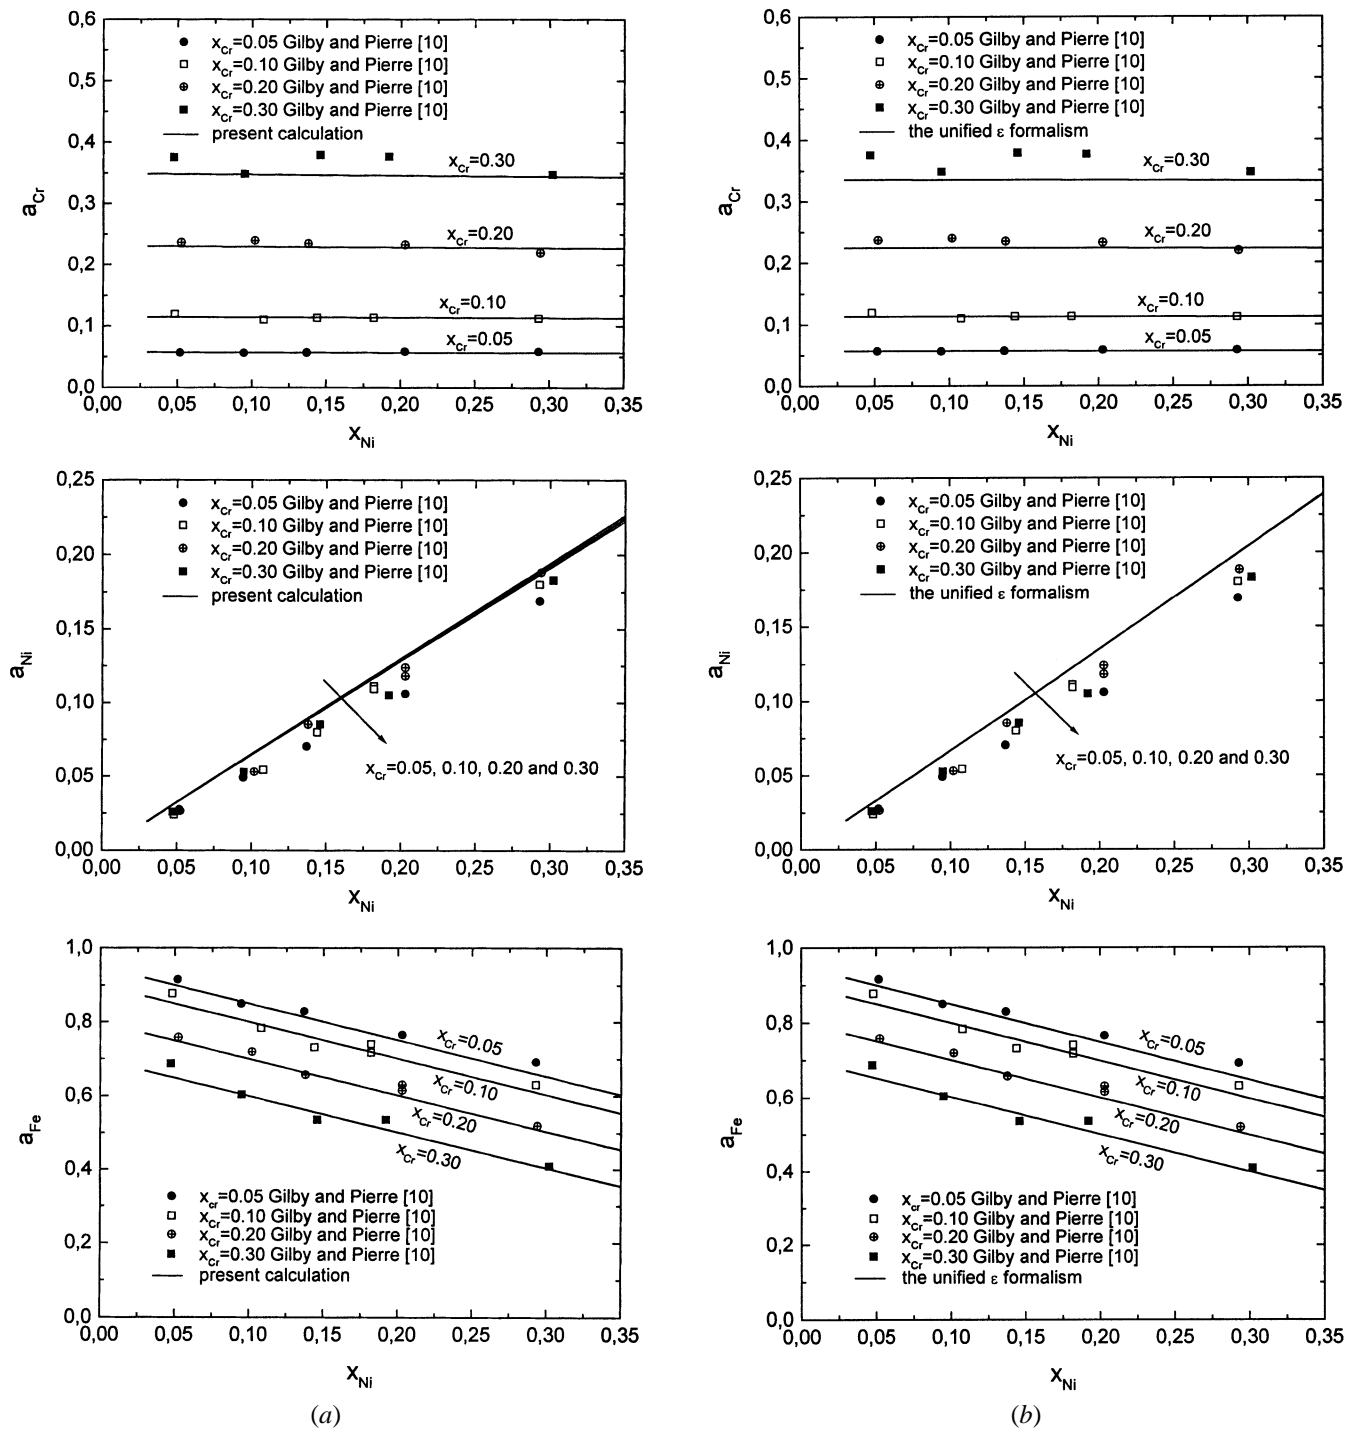 0,6
x_Cr=0.05 Gilby and Pierre [10]
x_Cr=0.10 Gilby and Pierre [10]
x_Cr=0.20 Gilby and Pierre [10]
x_Cr=0.30 Gilby and Pierre [10]
present calculation
0,5
0,4
0,3
0,2
0,1
0,0
a_Cr
x_Cr=0.30
x_Cr=0.20
x_Cr=0.10
x_Cr=0.05
0,00 0,05 0,10 0,15 0,20 0,25 0,30 0,35
x_Ni
0,6
x_Cr=0.05 Gilby and Pierre [10]
x_Cr=0.10 Gilby and Pierre [10]
x_Cr=0.20 Gilby and Pierre [10]
x_Cr=0.30 Gilby and Pierre [10]
the unified ε formalism
0,5
0,4
0,3
0,2
0,1
0,0
a_Cr
x_Cr=0.30
x_Cr=0.20
x_Cr=0.10
x_Cr=0.05
0,00 0,05 0,10 0,15 0,20 0,25 0,30 0,35
x_Ni
0,25
x_Cr=0.05 Gilby and Pierre [10]
x_Cr=0.10 Gilby and Pierre [10]
x_Cr=0.20 Gilby and Pierre [10]
x_Cr=0.30 Gilby and Pierre [10]
present calculation
0,20
0,15
0,10
0,05
0,00
a_Ni
x_Cr=0.05, 0.10, 0.20 and 0.30
0,00 0,05 0,10 0,15 0,20 0,25 0,30 0,35
x_Ni
0,25
x_Cr=0.05 Gilby and Pierre [10]
x_Cr=0.10 Gilby and Pierre [10]
x_Cr=0.20 Gilby and Pierre [10]
x_Cr=0.30 Gilby and Pierre [10]
the unified ε formalism
0,20
0,15
0,10
0,05
0,00
a_Ni
x_Cr=0.05, 0.10, 0.20 and 0.30
0,00 0,05 0,10 0,15 0,20 0,25 0,30 0,35
x_Ni
1,0
0,8
0,6
0,4
0,2
0,0
a_Fe
x_Cr=0.05
x_Cr=0.10
x_Cr=0.20
x_Cr=0.30
x_cr=0.05 Gilby and Pierre [10]
x_Cr=0.10 Gilby and Pierre [10]
x_Cr=0.20 Gilby and Pierre [10]
x_Cr=0.30 Gilby and Pierre [10]
present calculation
0,00 0,05 0,10 0,15 0,20 0,25 0,30 0,35
x_Ni
(a)
1,0
0,8
0,6
0,4
0,2
0,0
a_Fe
x_Cr=0.05
x_Cr=0.10
x_Cr=0.20
x_Cr=0.30
x_cr=0.05 Gilby and Pierre [10]
x_Cr=0.10 Gilby and Pierre [10]
x_Cr=0.20 Gilby and Pierre [10]
x_Cr=0.30 Gilby and Pierre [10]
the unified ε formalism
0,00 0,05 0,10 0,15 0,20 0,25 0,30 0,35
x_Ni
(b)